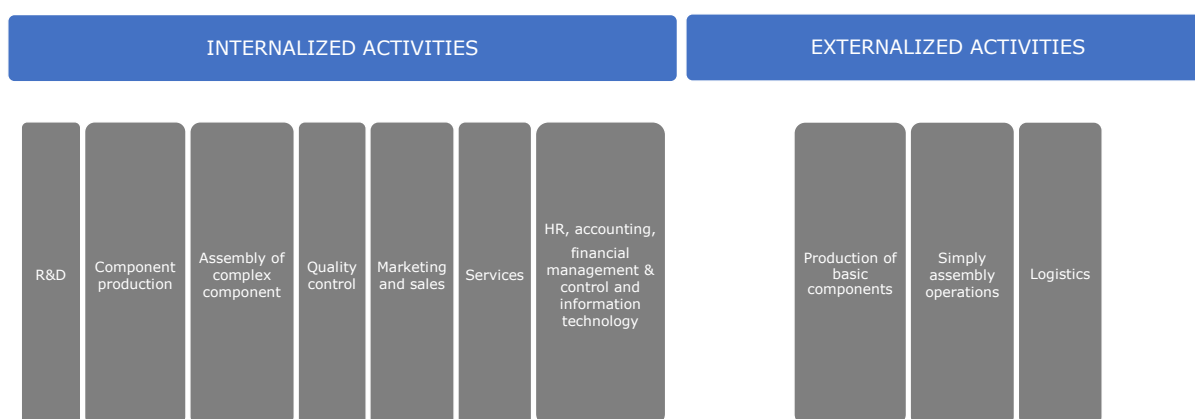 INTERNALIZED ACTIVITIES
EXTERNALIZED ACTIVITIES
R&D
Component
production
Assembly of
complex
component
Quality
control
Marketing
and sales
Services
HR, accounting,
financial
management &
control and
information
technology
Production of
basic
components
Simply
assembly
operations
Logistics